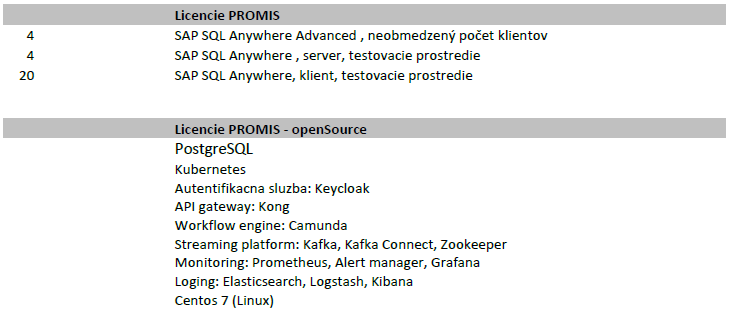 Licencie PROMIS
4 SAP SQL Anywhere Advanced , neobmedzený počet klientov
4 SAP SQL Anywhere , server, testovacie prostredie
20 SAP SQL Anywhere, klient, testovacie prostredie
Licencie PROMIS - openSource
PostgreSQL
Kubernetes
Autentifikacna sluzba: Keycloak
API gateway: Kong
Workflow engine: Camunda
Streaming platform: Kafka, Kafka Connect, Zookeeper
Monitoring: Prometheus, Alert manager, Grafana
Loging: Elasticsearch, Logstash, Kibana
Centos 7 (Linux)